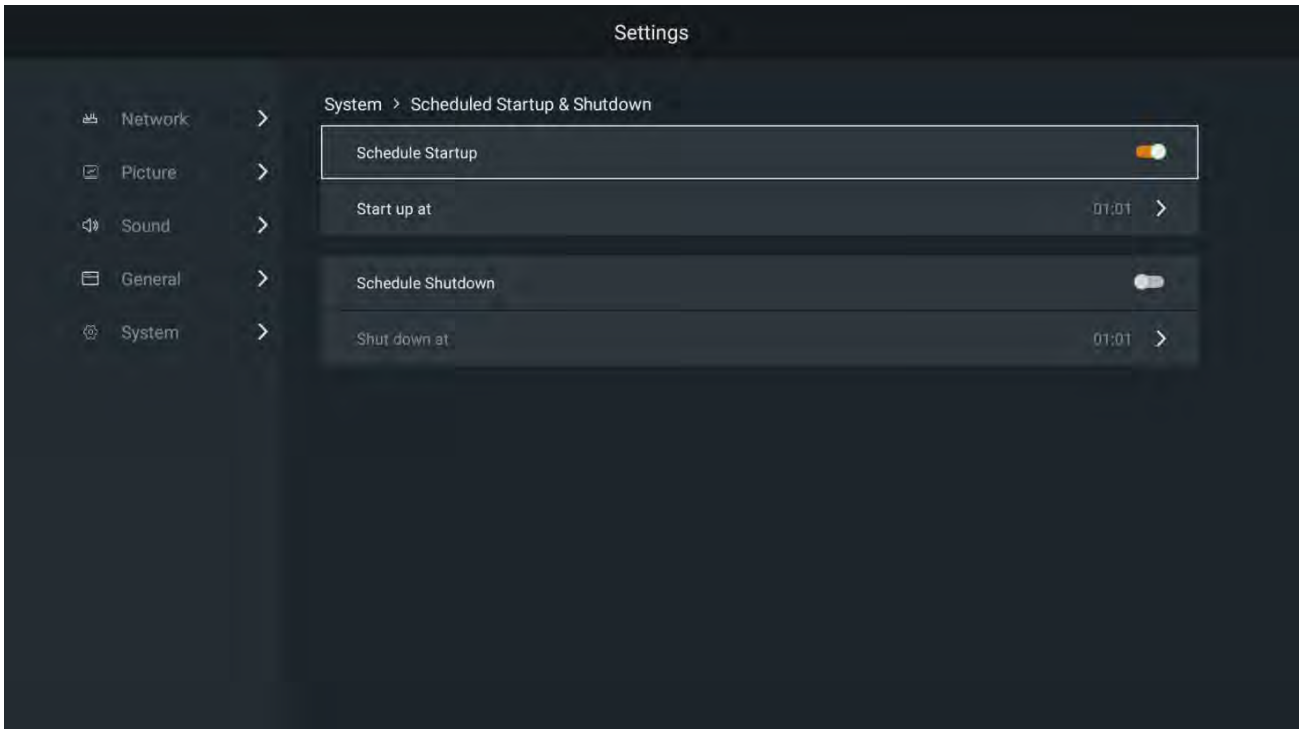 Settings
Network
Picture
Sound
General
System
System > Scheduled Startup & Shutdown
Schedule Startup
Start up at 01:01
Schedule Shutdown
Shut down at 01:01